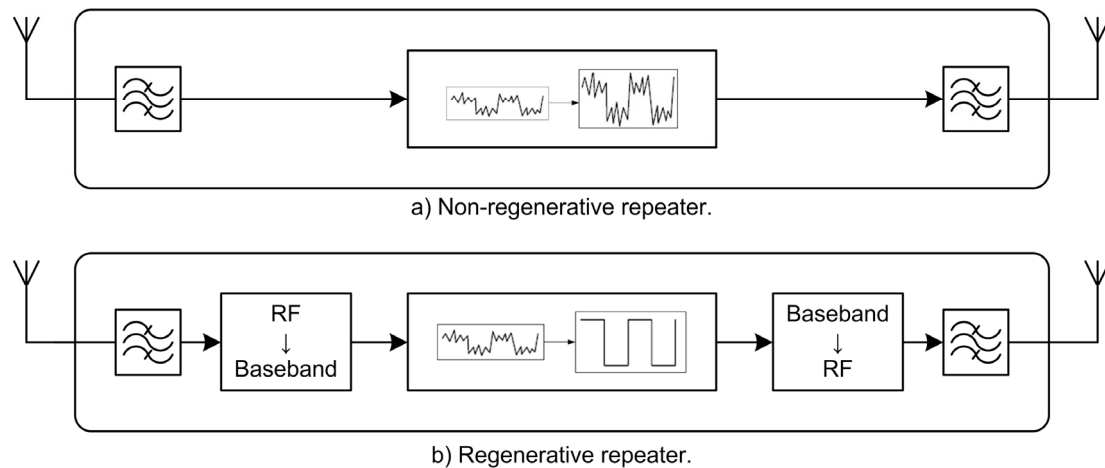 a) Non-regenerative repeater.
RF
↓
Baseband
Baseband
↓
RF
b) Regenerative repeater.